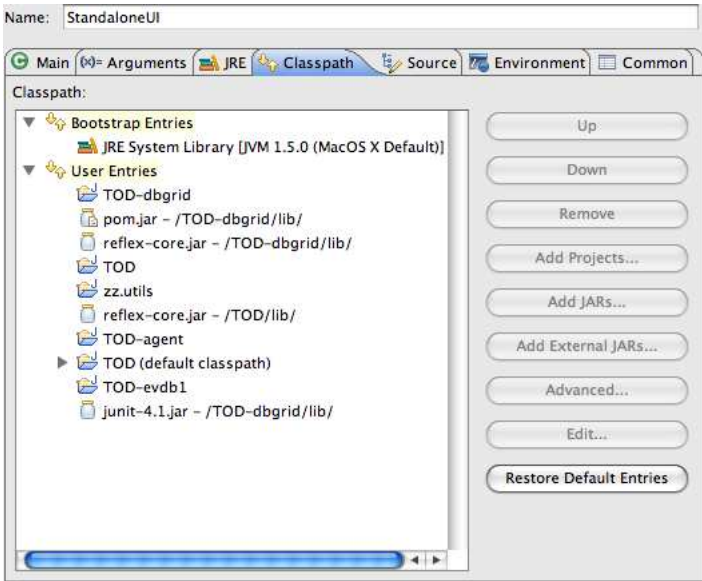 Name: StandaloneUI
Main (x)= Arguments JRE Classpath Source Environment Common
Classpath:
Bootstrap Entries
JRE System Library [JVM 1.5.0 (MacOS X Default)]
User Entries
TOD-dbgrid
pom.jar - /TOD-dbgrid/lib/
reflex-core.jar - /TOD-dbgrid/lib/
TOD
zz.utils
reflex-core.jar - /TOD/lib/
TOD-agent
TOD (default classpath)
TOD-evdb1
junit-4.1.jar - /TOD-dbgrid/lib/
Up
Down
Remove
Add Projects...
Add JARs...
Add External JARs...
Advanced...
Edit...
Restore Default Entries